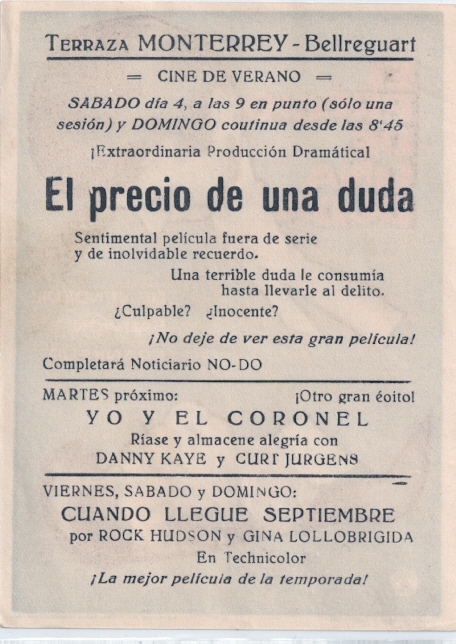 TERRAZA MONTERREY - Bellreguart
= CINE DE VERANO =
SABADO día 4, a las 9 en punto (sólo una
sesión) y DOMINGO coutinua desde las 8'45
¡Extraordinaria Producción Dramátical
El precio de una duda
Sentimental película fuera de serie
y de inolvidable recuerdo.
Una terrible duda le consumía
hasta llevarle al delito.
¿Culpable? ¿Inocente?
¡No deje de ver esta gran película!
Completará Noticiario NO-DO
MARTES próximo: ¡Otro gran éoitol
YO Y EL CORONEL
Ríase y almacene alegría con
DANNY KAYE y CURT JURGENS
VIERNES, SABADO y DOMINGO:
CUANDO LLEGUE SEPTIEMBRE
por ROCK HUDSON y GINA LOLLOBRIGIDA
En Technicolor
¡La mejor película de la temporada!